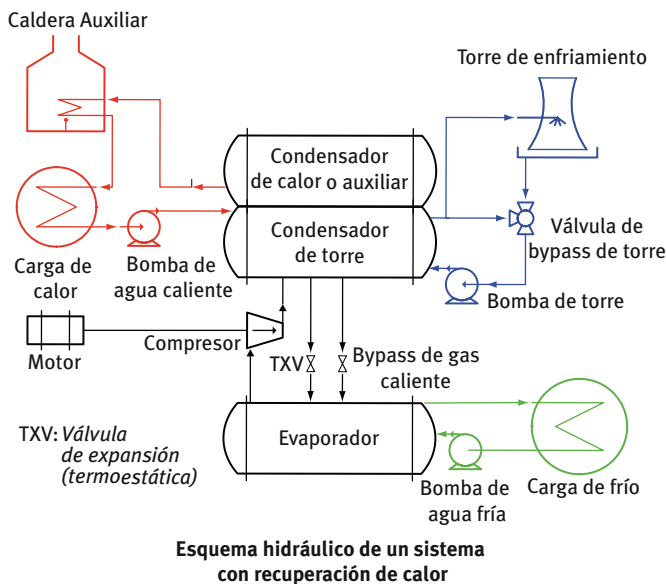 Caldera Auxiliar
Torre de enfriamiento
Condensador
de calor o auxiliar
Condensador
de torre
Válvula de
bypass de torre
Carga de
calor
Bomba de
agua caliente
Bomba de torre
Motor
Compresor
TXV
Bypass de gas
caliente
TXV: Válvula
de expansión
(termoestática)
Evaporador
Bomba de
agua fría
Carga de frío
Esquema hidráulico de un sistema
con recuperación de calor